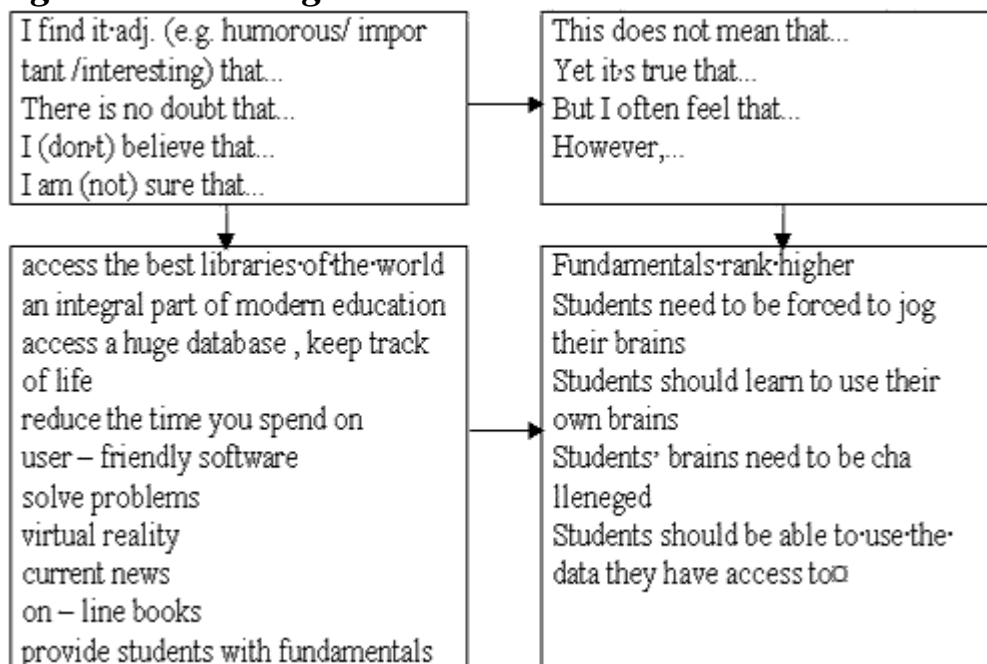 I find it·adj. (e.g. humorous/ impor
tant /interesting) that...
There is no doubt that...
I (don·t) believe that...
I am (not) sure that...
This does not mean that...
Yet it·s true that...
But I often feel that...
However,...
access the best libraries·of·the·world
an integral part of modern education
access a huge database , keep track
of life
reduce the time you spend on
user – friendly software
solve problems
virtual reality
current news
on – line books
provide students with fundamentals
Fundamentals·rank·higher
Students need to be forced to jog
their brains
Students should learn to use their
own brains
Students’ brains need to be cha
lleneged
Students should be able to·use·the·
data they have access to¤